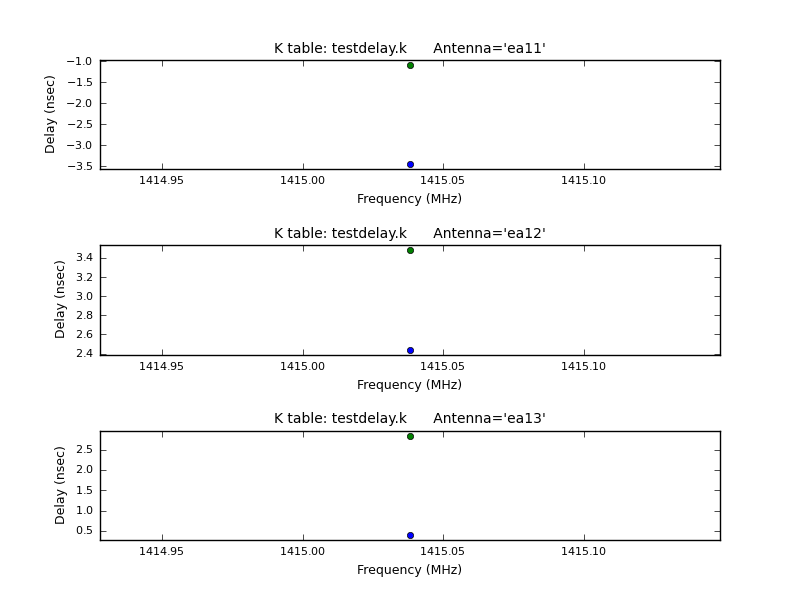 K table: testdelay.k Antenna='ea11'
−1.0
−1.5
−2.0
−2.5
−3.0
−3.5
Delay (nsec)
1414.95 1415.00 1415.05 1415.10
Frequency (MHz)
K table: testdelay.k Antenna='ea12'
3.4
3.2
3.0
2.8
2.6
2.4
Delay (nsec)
1414.95 1415.00 1415.05 1415.10
Frequency (MHz)
K table: testdelay.k Antenna='ea13'
2.5
2.0
1.5
1.0
0.5
Delay (nsec)
1414.95 1415.00 1415.05 1415.10
Frequency (MHz)